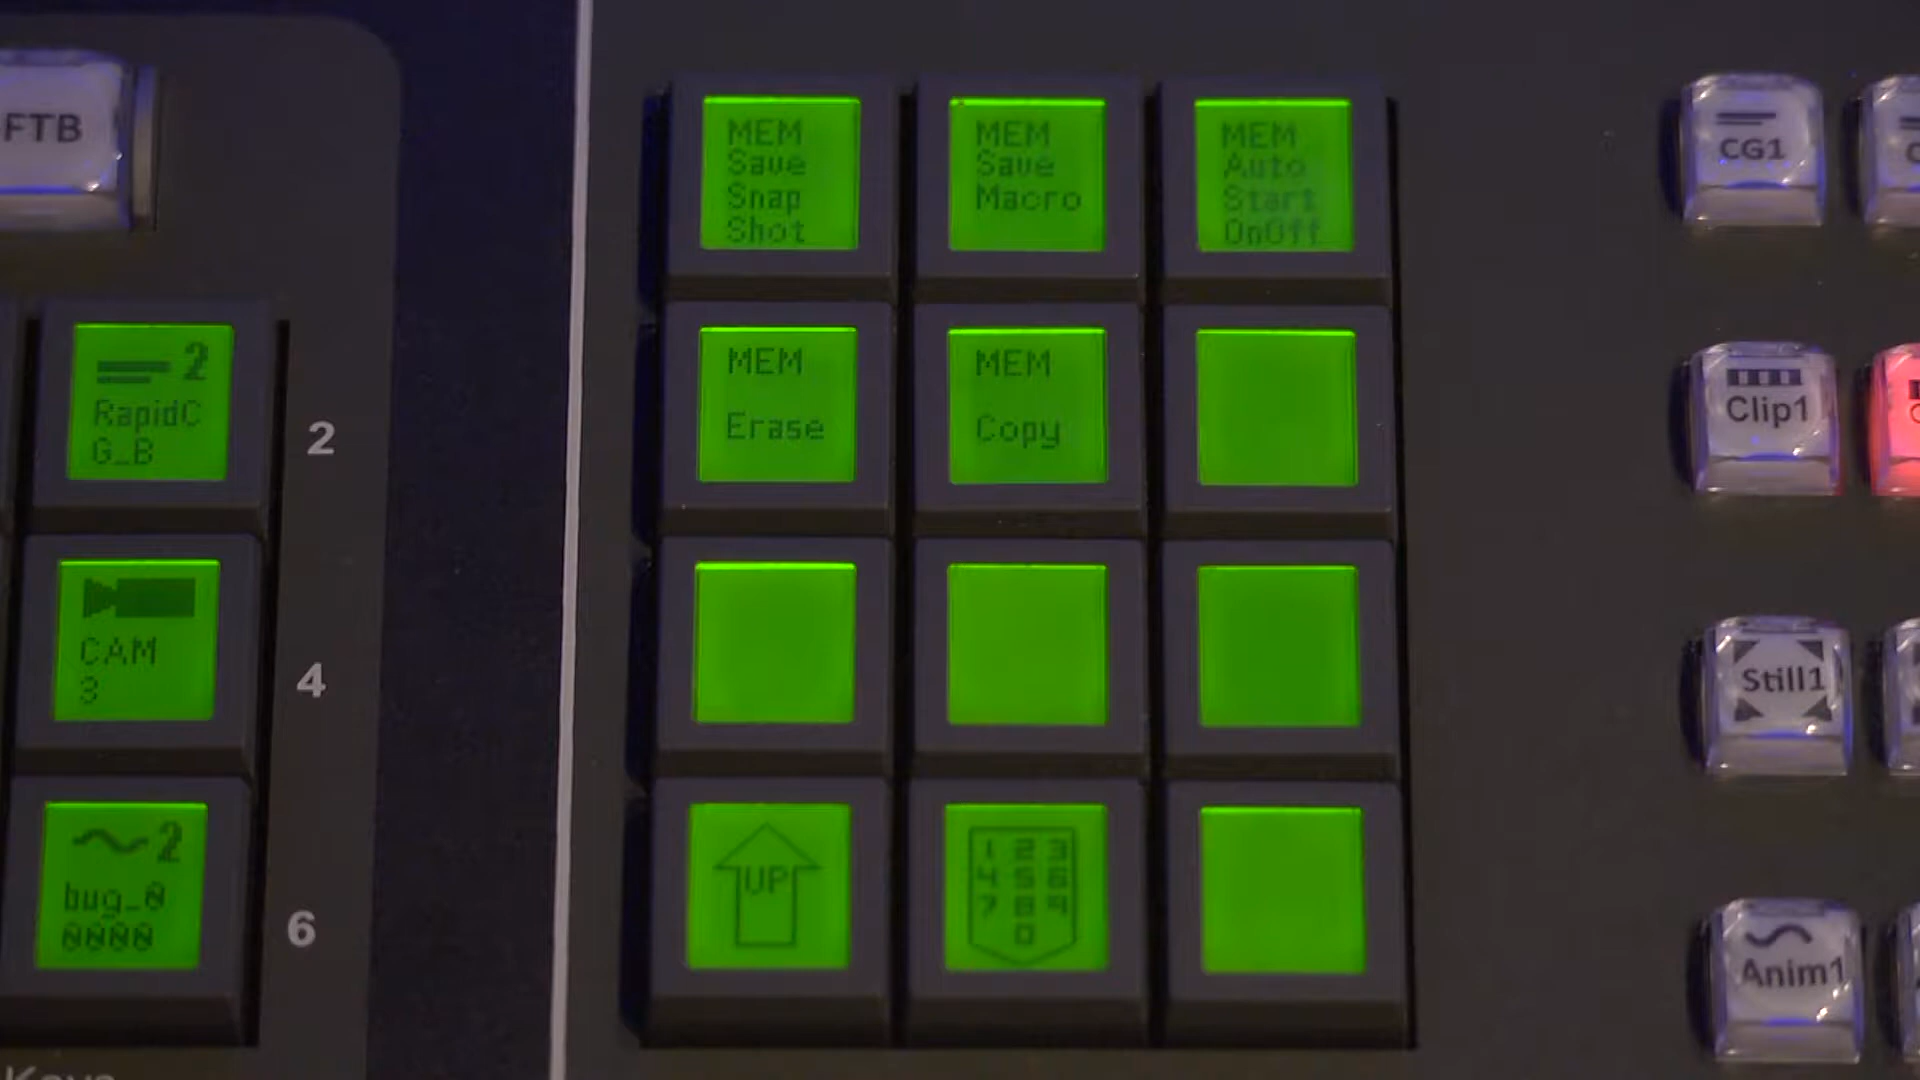 FTB
2
RapidC
G_B
2
CAM
3
4
2
bug_0
0000
6
Keys
MEM
Save
Snap
Shot
MEM
Save
Macro
MEM
Auto
Start
OnOff
MEM
Erase
MEM
Copy
UP
1 2 3
4 5 6
7 8 9
0
CG1
Clip1
Still1
Anim1